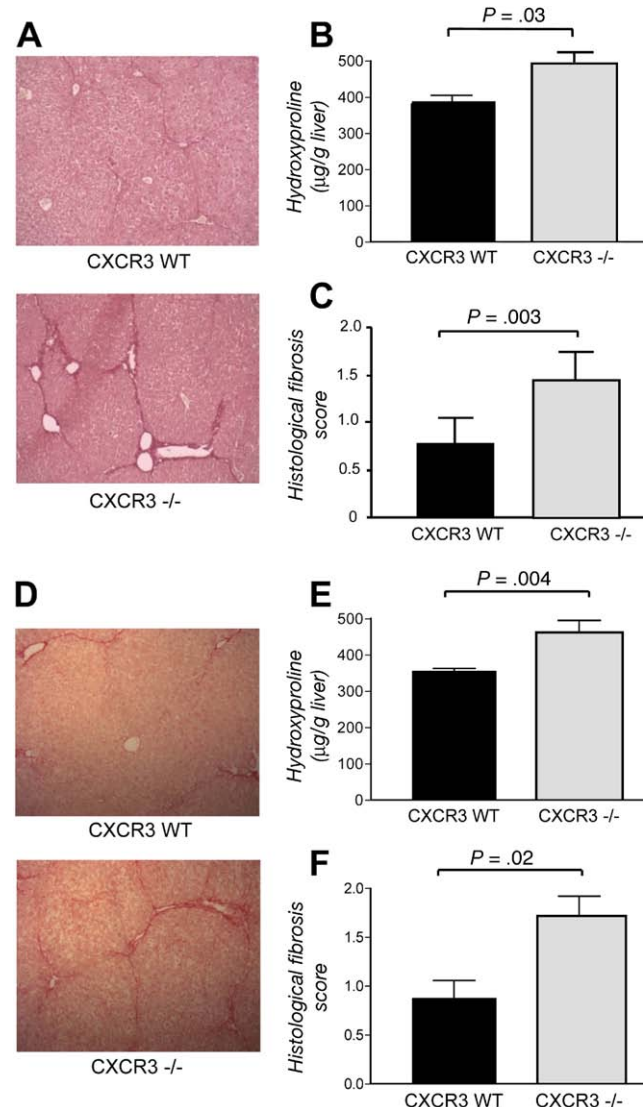 A
CXCR3 WT
CXCR3 -/-
B
P = .03
Hydroxyproline
(μg/g liver)
500
400
300
200
100
0
CXCR3 WT CXCR3 -/-
C
P = .003
Histological fibrosis
score
2.0
1.5
1.0
0.5
0
CXCR3 WT CXCR3 -/-
D
CXCR3 WT
CXCR3 -/-
E
P = .004
Hydroxyproline
(μg/g liver)
500
400
300
200
100
0
CXCR3 WT CXCR3 -/-
F
P = .02
Histological fibrosis
score
2.0
1.5
1.0
0.5
0.0
CXCR3 WT CXCR3 -/-